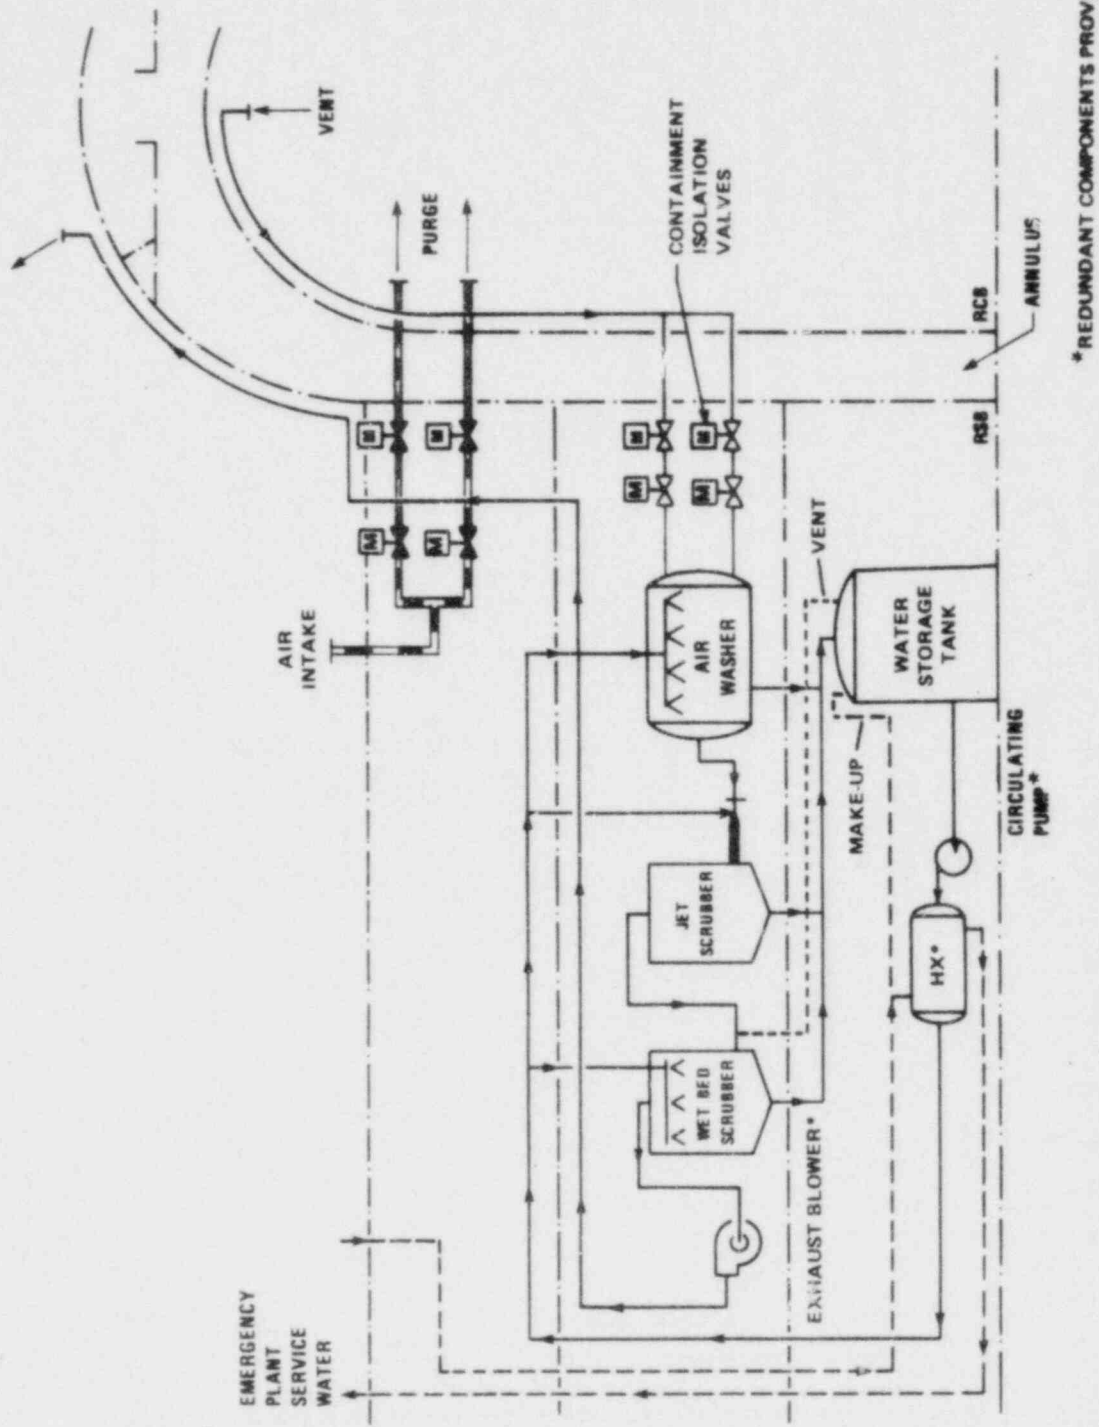 VENT
PURGE
AIR
INTAKE
M
M
M
M
CONTAINMENT
ISOLATION
VALVES
M
M
M
M
RCB
ANNULUS
RSB
*REDUNDANT COMPONENTS PROV
VENT
AIR
WASHER
WATER
STORAGE
TANK
MAKE-UP
CIRCULATING
PUMP*
JET
SCRUBBER
HX*
WET BED
SCRUBBER
EXHAUST BLOWER*
EMERGENCY
PLANT
SERVICE
WATER